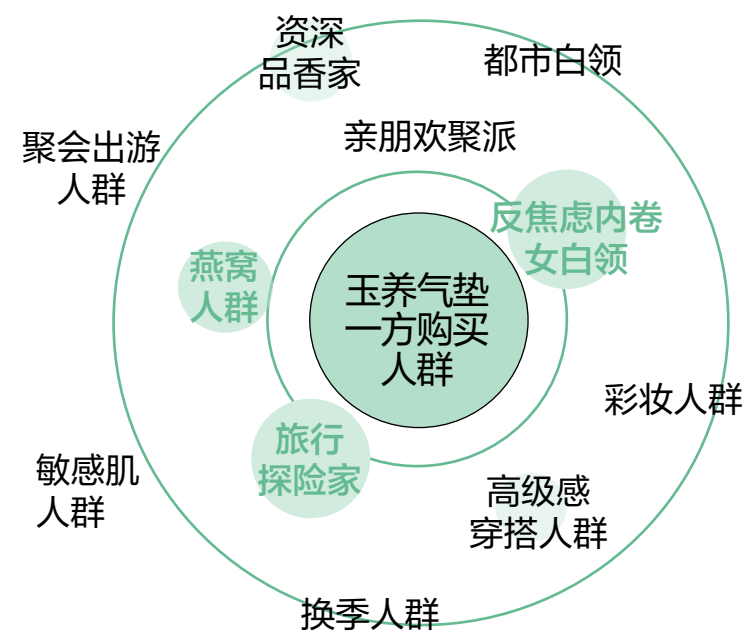 资深
品香家
都市白领
亲朋欢聚派
聚会出游
人群
反焦虑内卷
女白领
燕窝
人群
玉养气垫
一方购买
人群
彩妆人群
旅行
探险家
敏感肌
人群
高级感
穿搭人群
换季人群